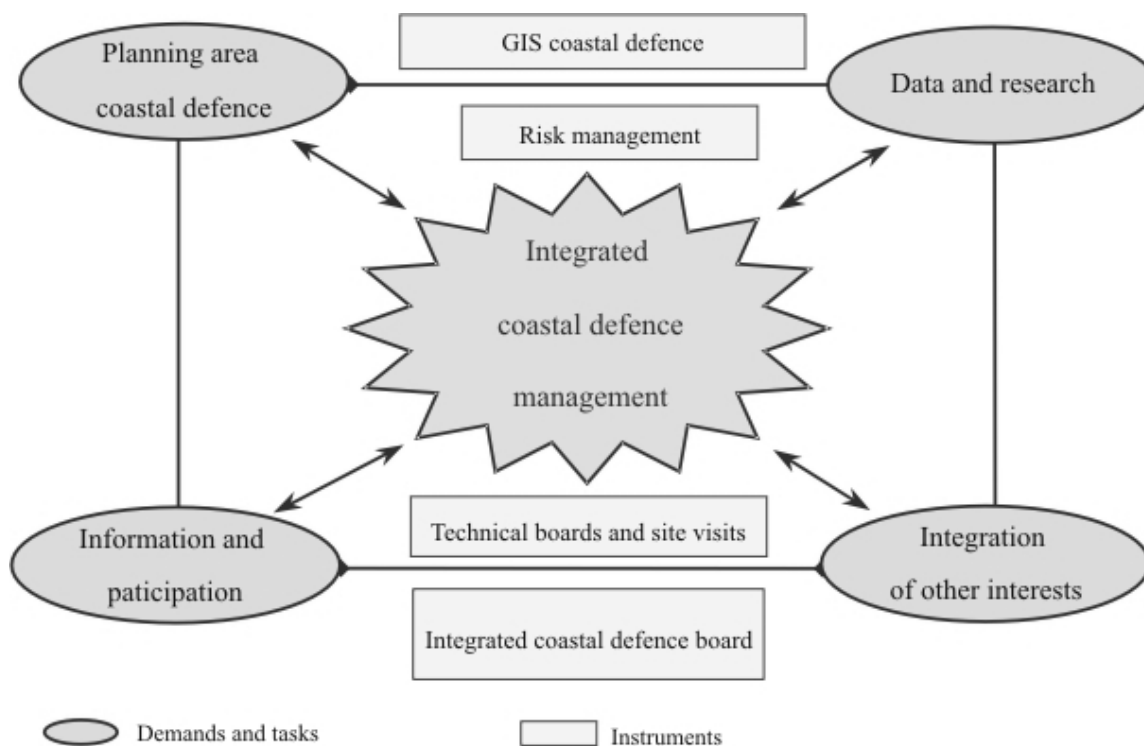 GIS coastal defence
Planning area
coastal defence
Data and research
Risk management
Integrated
coastal defence
management
Technical boards and site visits
Information and
paticipation
Integration
of other interests
Integrated coastal defence board
Demands and tasks
Instruments